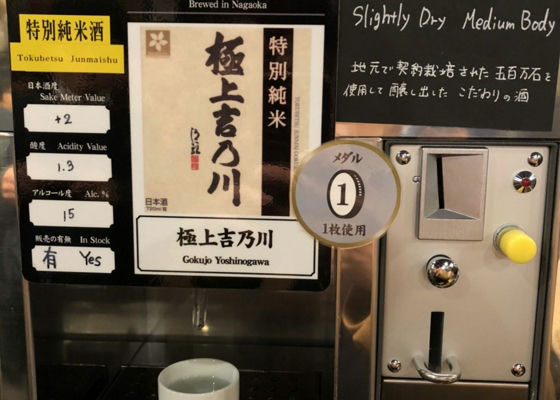 Brewed in Nagaoka
特別純米酒
Tokubetsu Junmaishu
日本酒度
Sake Meter Value
+2
酸度 Acidity Value
1.3
アルコール度 Alc. %
15
販売の有無 In Stock
有 Yes
特別純米
極上吉乃川
日本酒
極上吉乃川
Gokujo Yoshinogawa
メダル
1
1枚使用
Slightly Dry Medium Body
地元で契約栽培された五百万石を
使用して醸し出したこだわりの酒